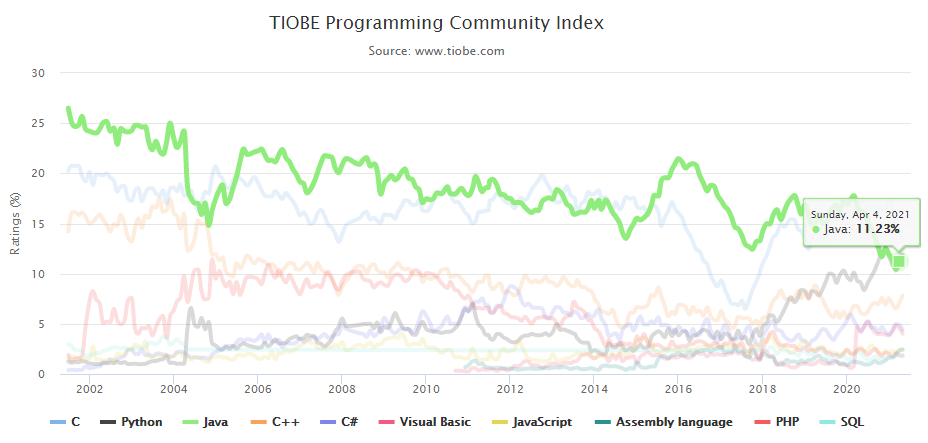 TIOBE Programming Community Index
Source: www.tiobe.com
Ratings (%)
30
25
20
15
10
5
0
Sunday, Apr 4, 2021
Java: 11.23%
2002 2004 2006 2008 2010 2012 2014 2016 2018 2020
C Python Java C++ C# Visual Basic JavaScript Assembly language PHP SQL